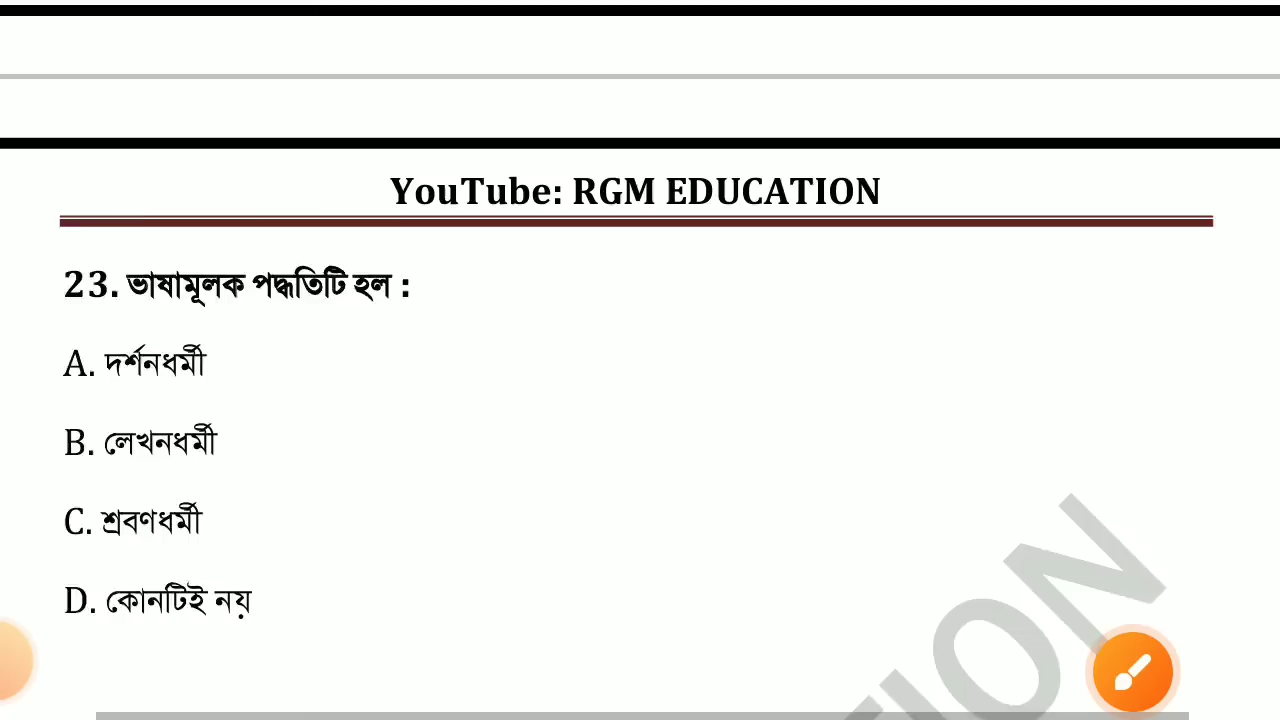 YouTube: RGM EDUCATION
23. ভাষামূলক পদ্ধতিটি হল :
A. দর্শনধর্মী
B. লেখনধর্মী
C. শ্রবণধর্মী
D. কোনটিই নয়